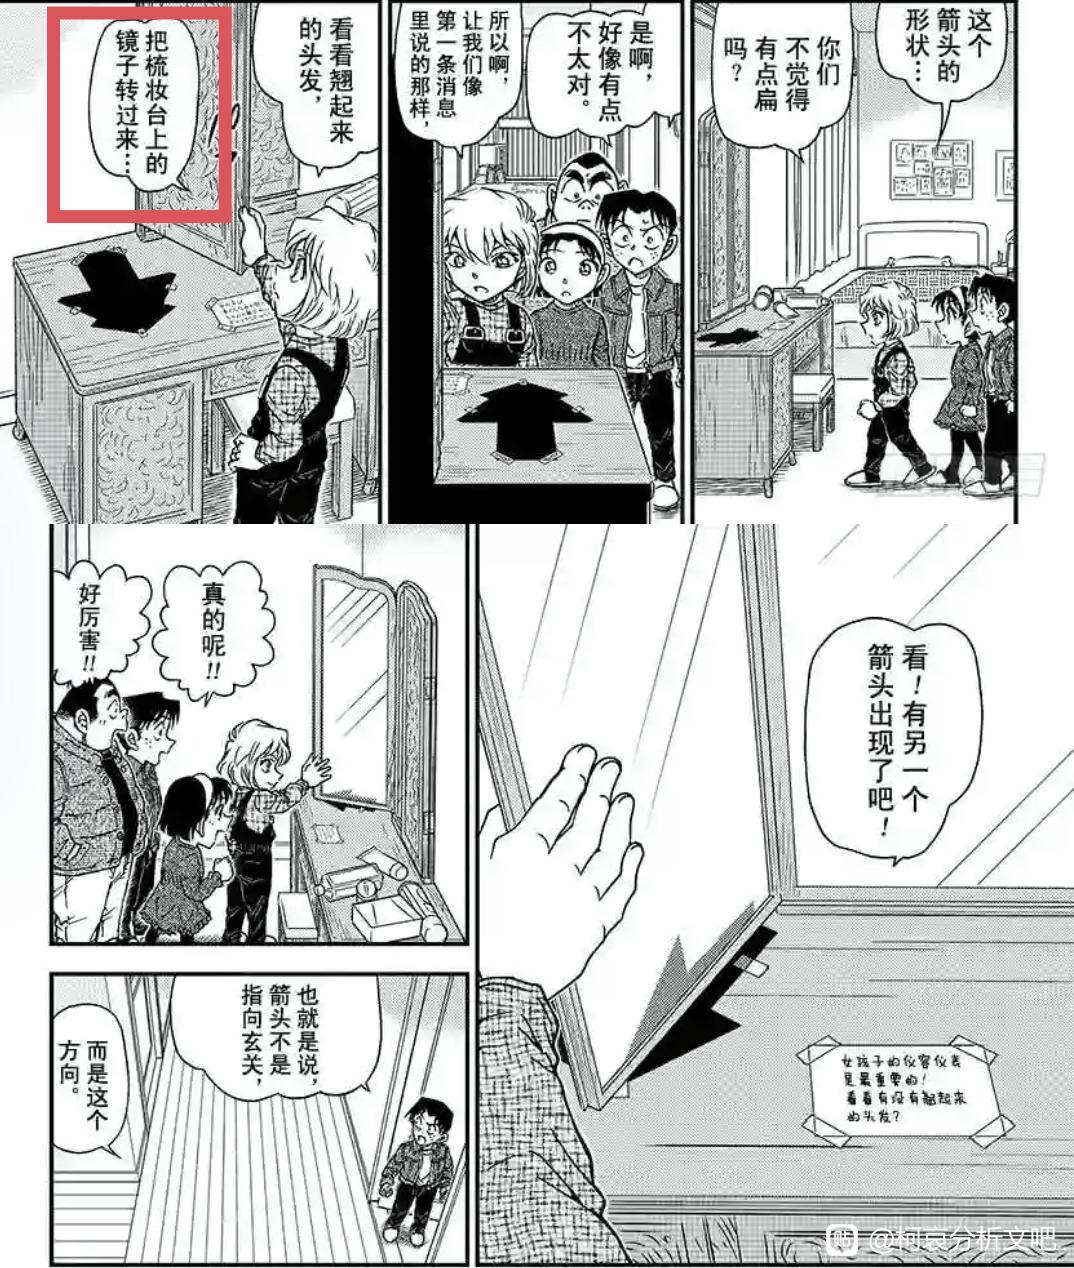 这个
箭头的
形状…
你们
不觉得
有点扁
吗？
是啊，
好像有点
不太对。
所以啊，
让我们像
第一条消息
里说的那样，
看看翘起来
的头发，
把梳妆台上的
镜子转过来…
看！有另一个
箭头出现了吧！
女孩子的仪容仪表
是最重要的！
看看有没有翘起来
的头发？
真的呢！！
好厉害！！
也就是说，
箭头不是
指向玄关，
而是这个
方向。
贴 @柯哀分析文吧